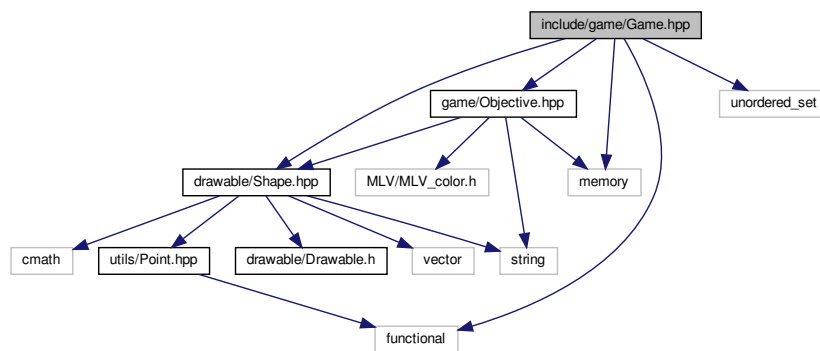 include/game/Game.hpp
game/Objective.hpp
unordered_set
drawable/Shape.hpp
MLV/MLV_color.h
memory
cmath
utils/Point.hpp
drawable/Drawable.h
vector
string
functional